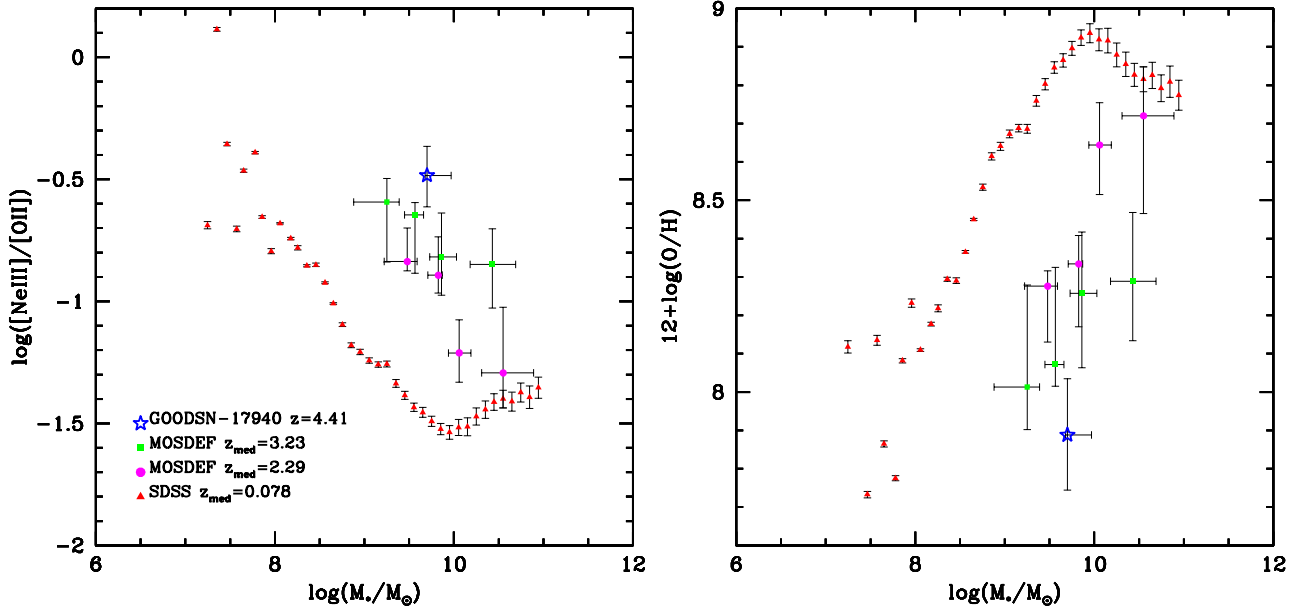 0
−0.5
−1
−1.5
−2
6
8
10
12
log([NeIII]/[OII])
log(M*/M⊙)
GOODSN−17940 z=4.41
MOSDEF z_med=3.23
MOSDEF z_med=2.29
SDSS z_med=0.078
9
8.5
8
6
8
10
12
12+log(O/H)
log(M*/M⊙)